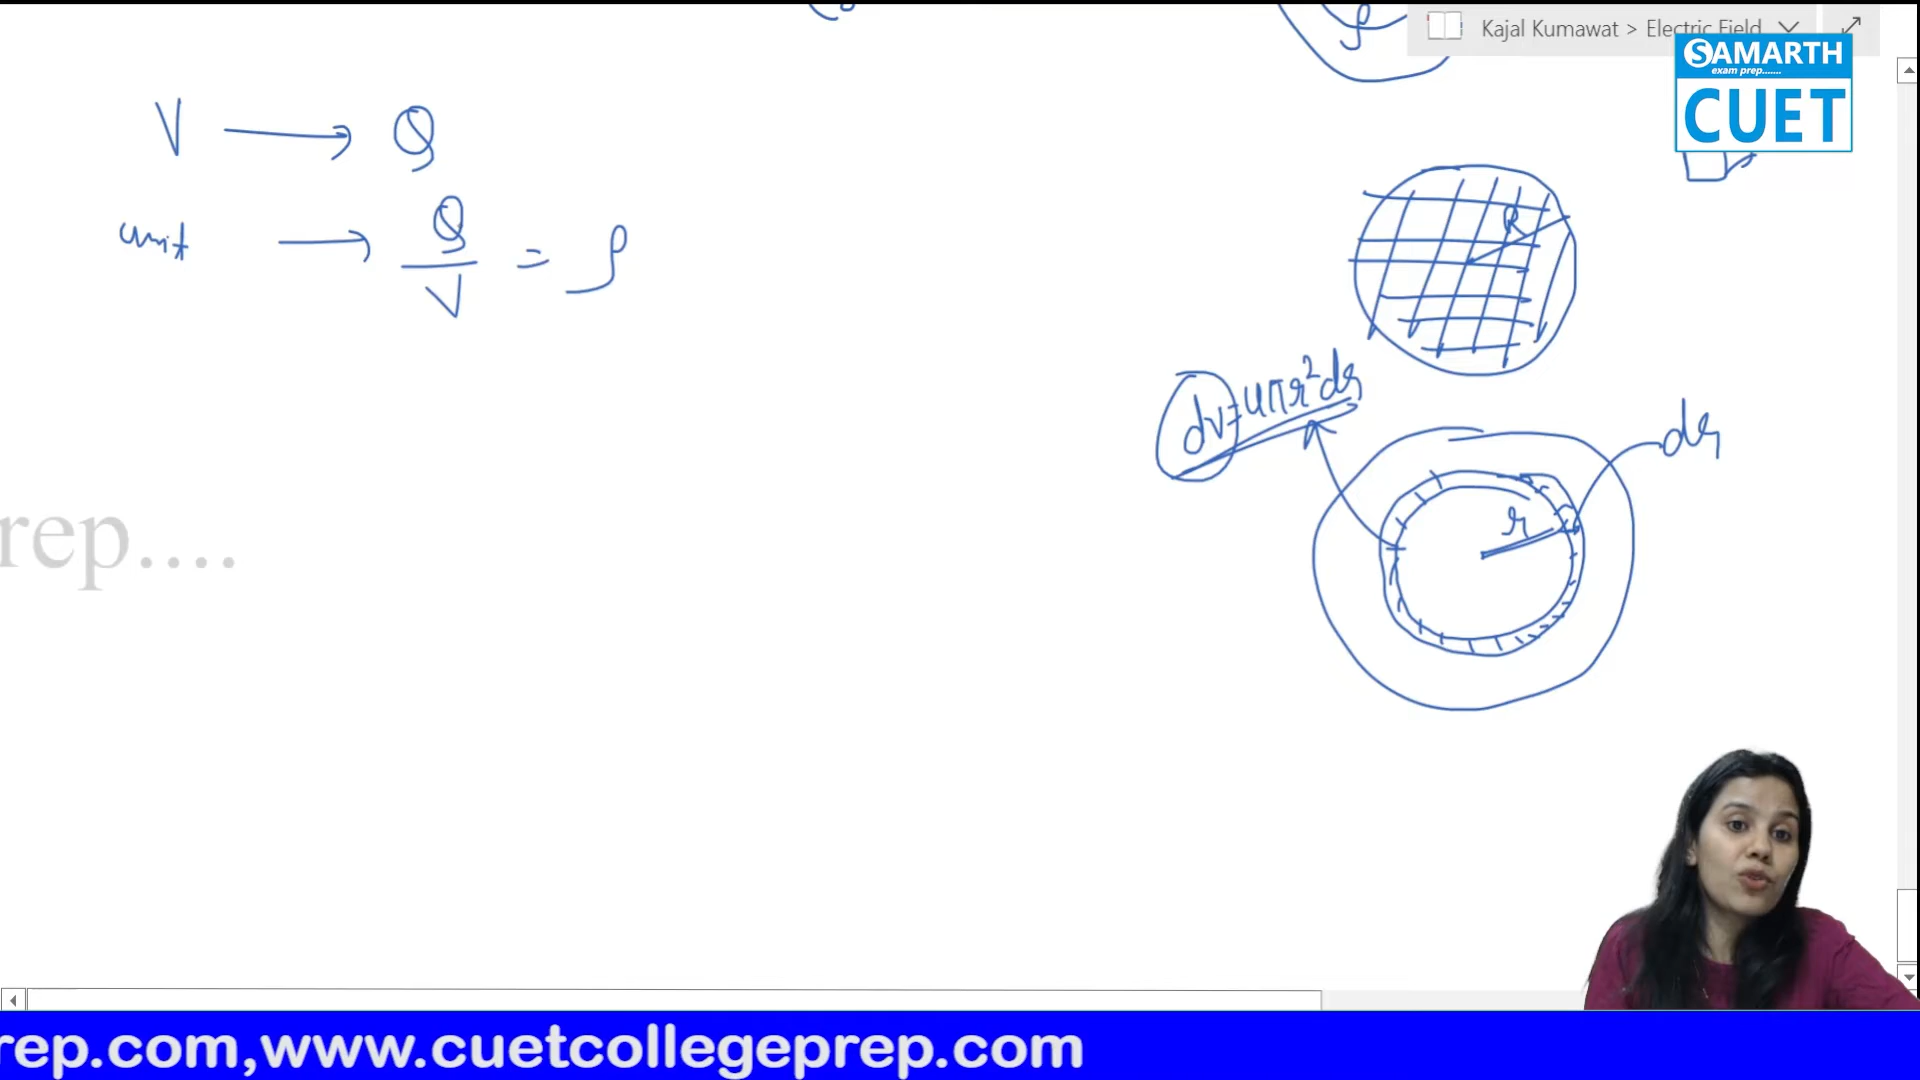 Kajal Kumawat > Electric Field
SAMARTH
exam prep......
CUET
V → Q
unit → Q/V = ρ
R
dv = 4πr²dr
dr
r
rep....
rep.com,www.cuetcollegeprep.com